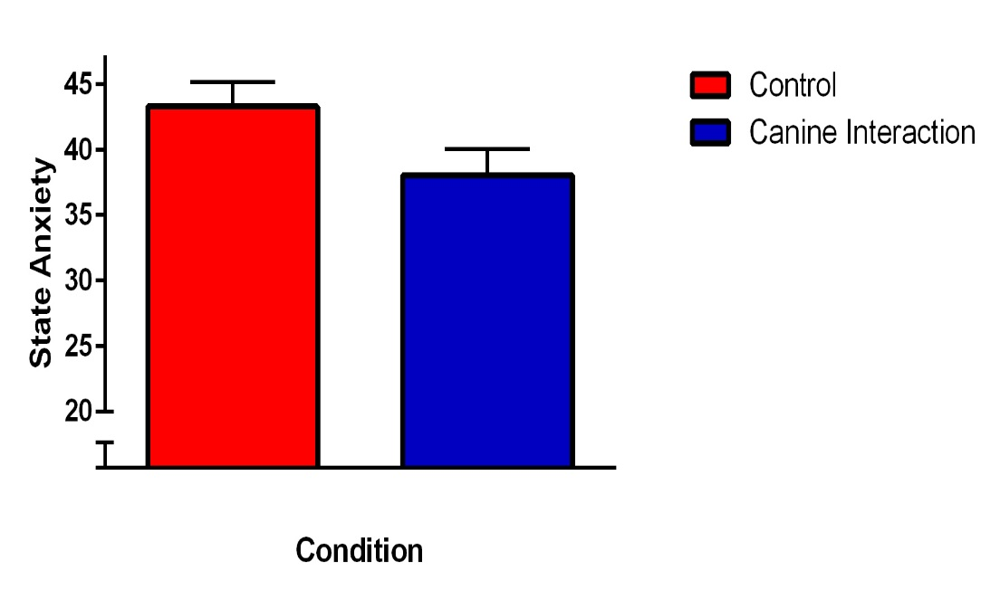 State Anxiety
45
40
35
30
25
20
Condition
Control
Canine Interaction